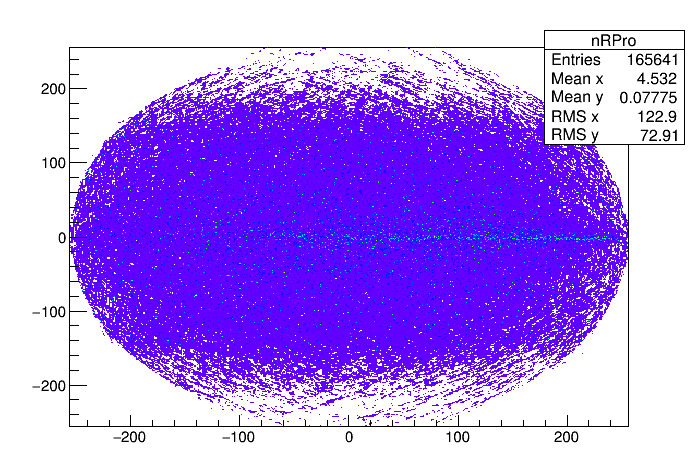 nRPro
Entries 165641
Mean x 4.532
Mean y 0.07775
RMS x 122.9
RMS y 72.91
200
100
0
−100
−200
−200 −100 0 100 200